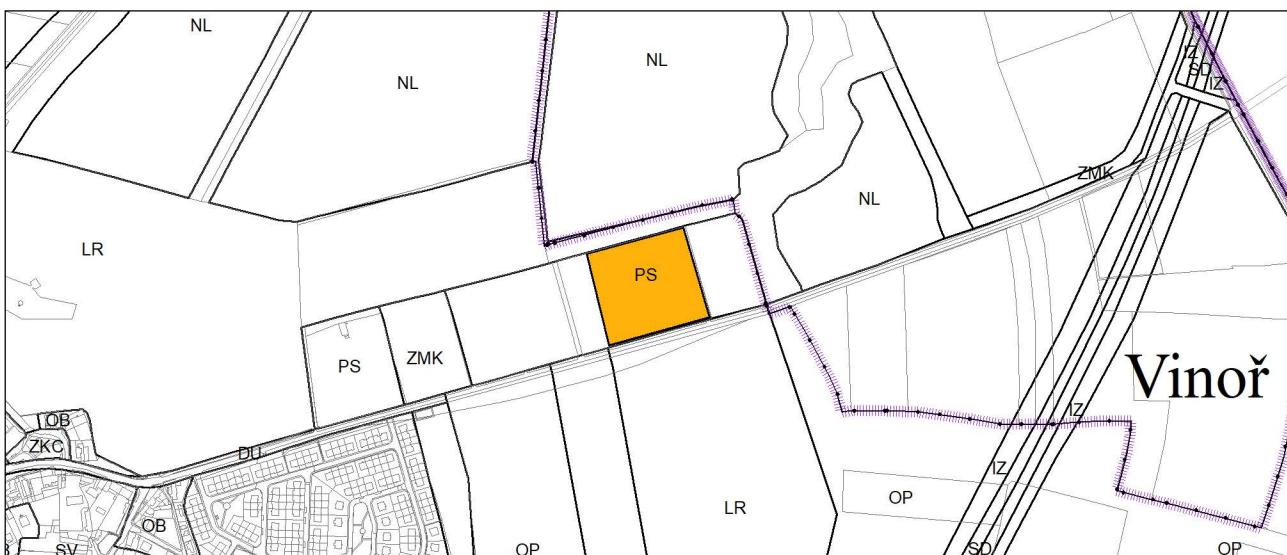 NL
NL
NL
IZ
SD
IZ
ZMK
NL
LR
PS
PS
ZMK
Vinoř
IZ
OB
ZKC
DU
IZ
OP
LR
OB
SV
OP
SD
OP